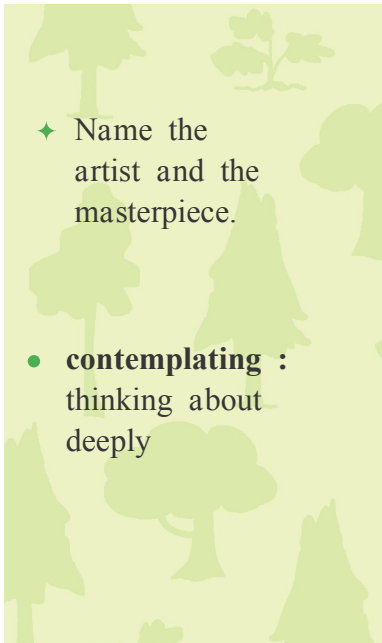 ✦ Name the
artist and the
masterpiece.
● contemplating :
thinking about
deeply